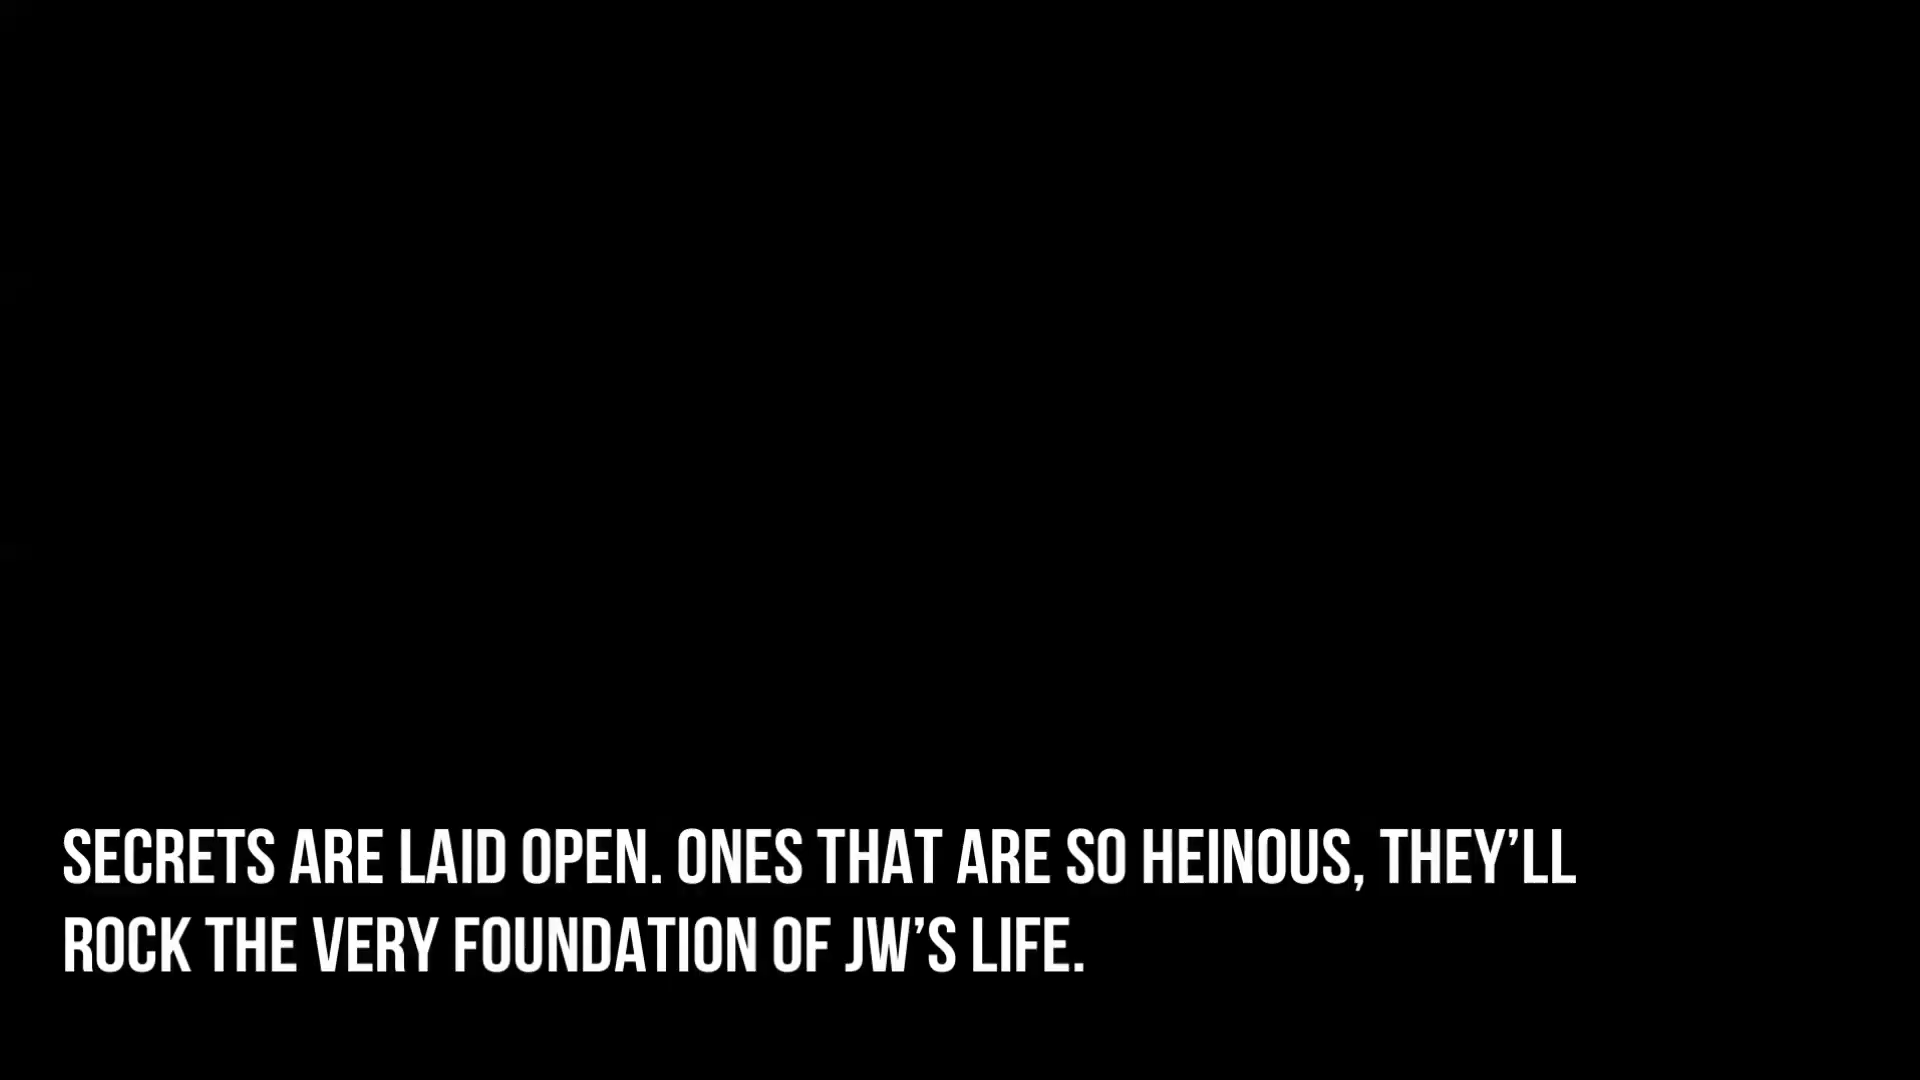 SECRETS ARE LAID OPEN. ONES THAT ARE SO HEINOUS, THEY’LL
ROCK THE VERY FOUNDATION OF JW’S LIFE.